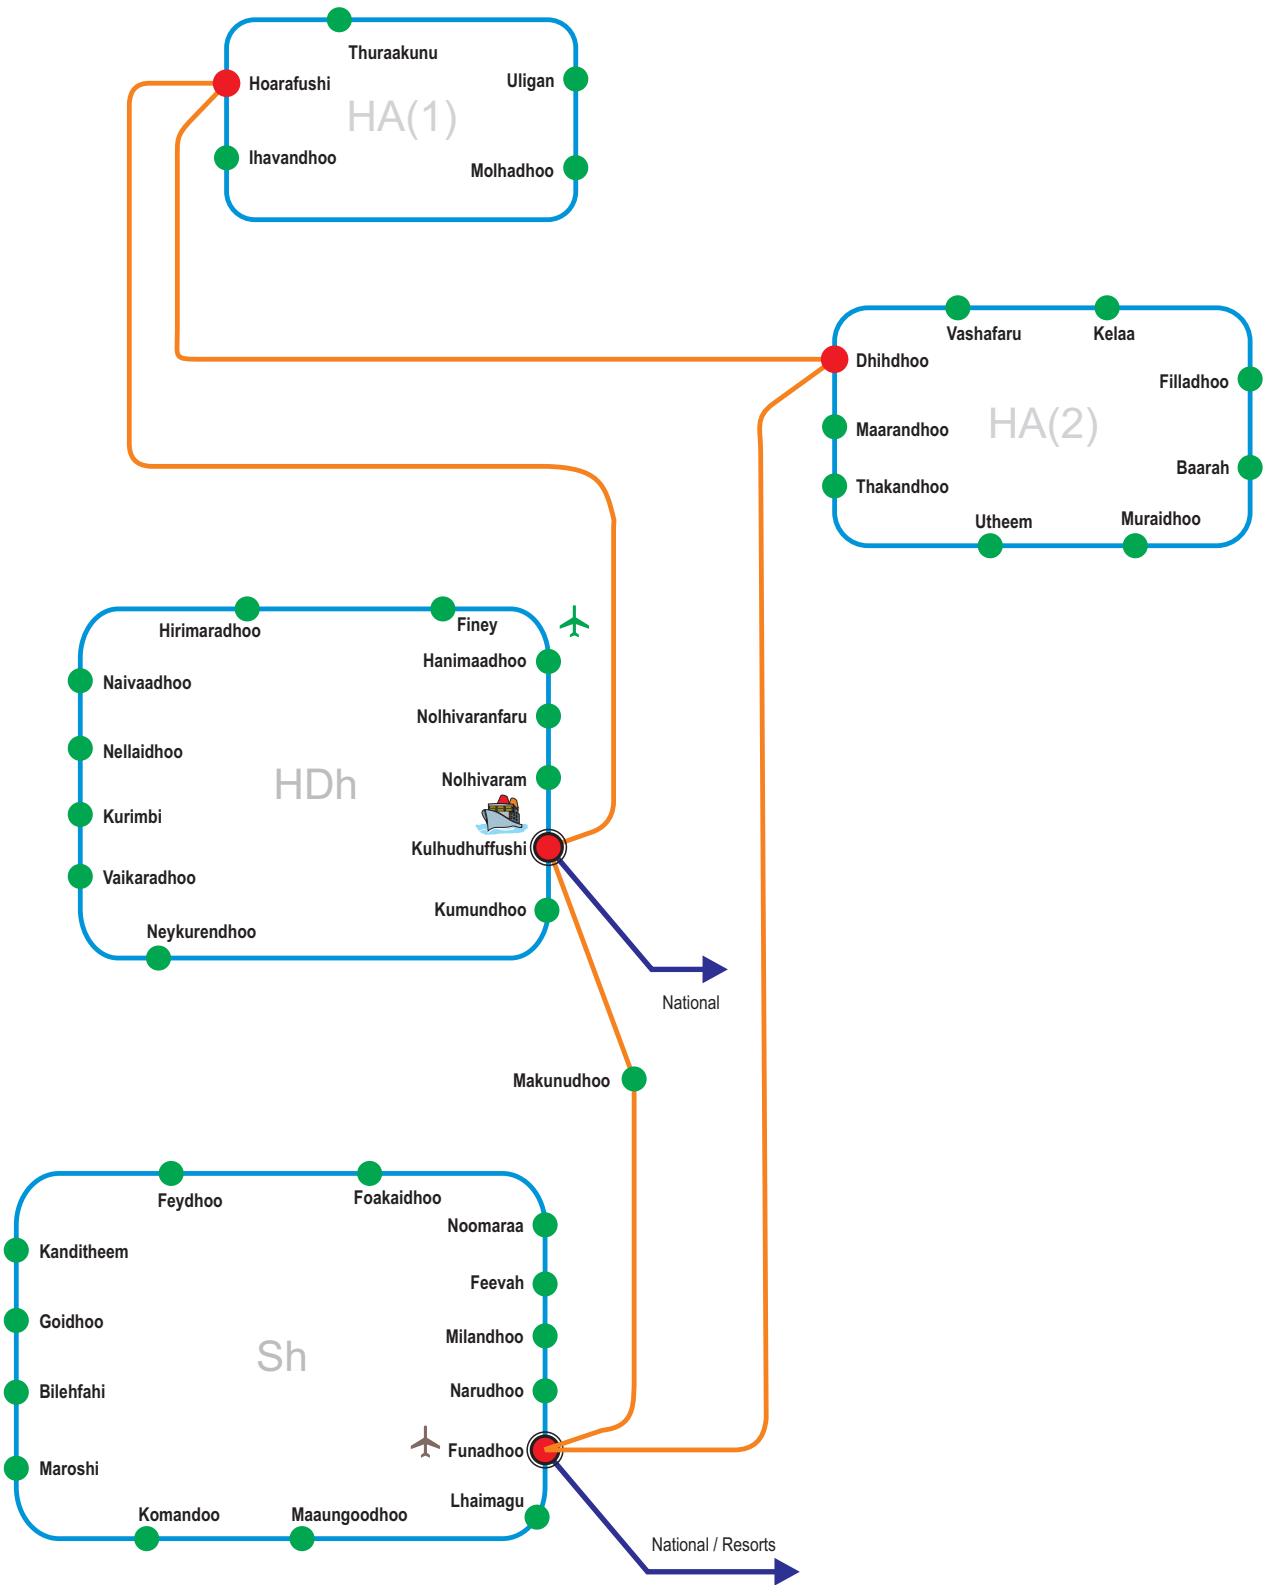 Thuraakunu
Hoarafushi
Uligan
HA(1)
Ihavandhoo
Molhadhoo
Vashafaru
Kelaa
Dhihdhoo
Filladhoo
Maarandhoo
HA(2)
Baarah
Thakandhoo
Utheem
Muraidhoo
Hirimaradhoo
Finey
Hanimaadhoo
Naivaadhoo
Nolhivaranfaru
Nellaidhoo
HDh
Nolhivaram
Kurimbi
Kulhudhuffushi
Vaikaradhoo
Kumundhoo
Neykurendhoo
National
Makunudhoo
Feydhoo
Foakaidhoo
Noomaraa
Kanditheem
Feevah
Goidhoo
Milandhoo
Sh
Bilehfahi
Narudhoo
Funadhoo
Maroshi
Lhaimagu
Komandoo
Maaungoodhoo
National / Resorts